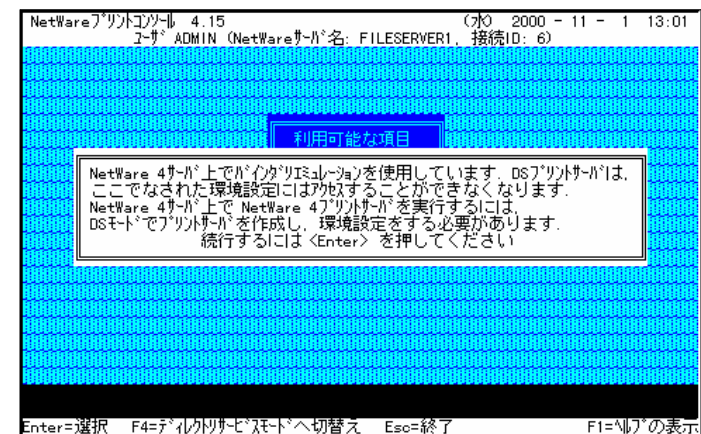 NetWareﾌﾟﾘﾝﾄｺﾝｿｰﾙ 4.15 (水) 2000 - 11 - 1 13:01
ﾕｰｻﾞ ADMIN (NetWareｻｰﾊﾞ名: FILESERVER1, 接続ID: 6)
利用可能な項目
NetWare 4ｻｰﾊﾞ上でﾊﾞｲﾝﾀﾞﾘｴﾐｭﾚｰｼｮﾝを使用しています. DSﾌﾟﾘﾝﾄｻｰﾊﾞは,
ここでなされた環境設定にはｱｸｾｽすることができなくなります.
NetWare 4ｻｰﾊﾞ上で NetWare 4ﾌﾟﾘﾝﾄｻｰﾊﾞを実行するには,
DSﾓｰﾄﾞでﾌﾟﾘﾝﾄｻｰﾊﾞを作成し, 環境設定をする必要があります.
続行するには <Enter> を押してください
Enter=選択 F4=ﾃﾞｨﾚｸﾄﾘｻｰﾋﾞｽﾓｰﾄﾞへ切替え Esc=終了 F1=ﾍﾙﾌﾟの表示